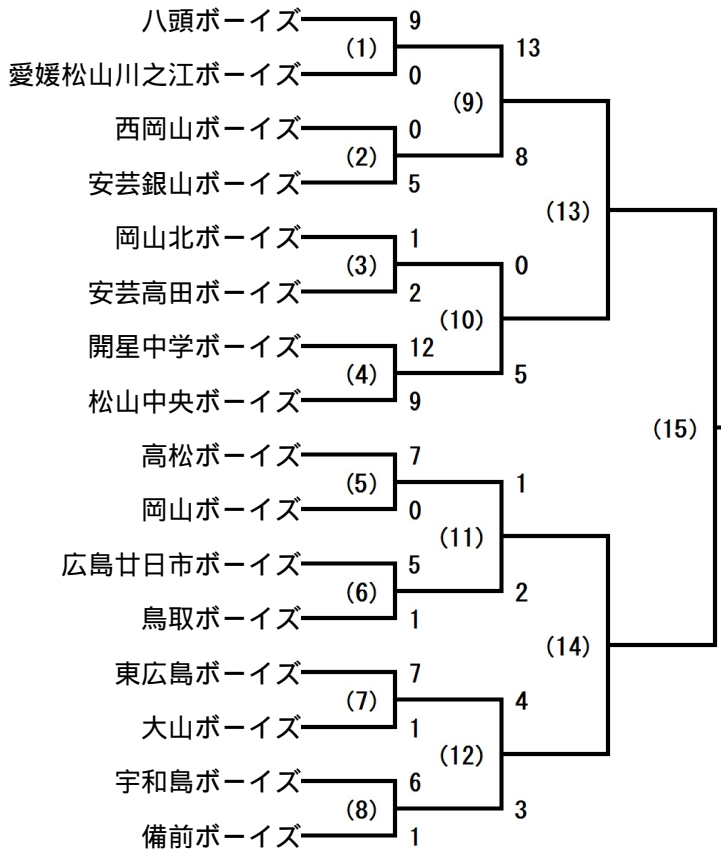 八頭ボーイズ 9
(1) 13
愛媛松山川之江ボーイズ 0
(9)
西岡山ボーイズ 0
(2) 8
安芸銀山ボーイズ 5
(13)
岡山北ボーイズ 1
(3) 0
安芸高田ボーイズ 2
(10)
開星中学ボーイズ 12
(4) 5
松山中央ボーイズ 9
(15)
高松ボーイズ 7
(5) 1
岡山ボーイズ 0
(11)
広島廿日市ボーイズ 5
(6) 2
鳥取ボーイズ 1
(14)
東広島ボーイズ 7
(7) 4
大山ボーイズ 1
(12)
宇和島ボーイズ 6
(8) 3
備前ボーイズ 1